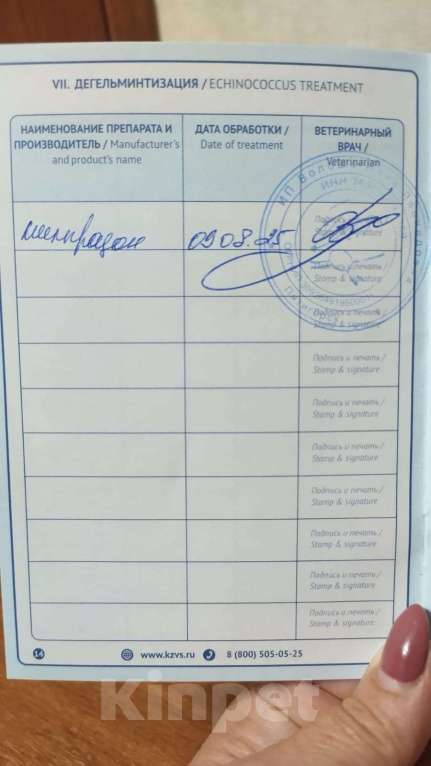 VII. ДЕГЕЛЬМИНТИЗАЦИЯ / ECHINOCOCCUS TREATMENT
НАИМЕНОВАНИЕ ПРЕПАРАТА И
ПРОИЗВОДИТЕЛЬ / Manufacturer's
and product's name
ДАТА ОБРАБОТКИ /
Date of treatment
ВЕТЕРИНАРНЫЙ
ВРАЧ /
Veterinarian
09.08.25
Подпись и печать /
Stamp & signature
Подпись и печать /
Stamp & signature
Подпись и печать /
Stamp & signature
Подпись и печать /
Stamp & signature
Подпись и печать /
Stamp & signature
Подпись и печать /
Stamp & signature
Подпись и печать /
Stamp & signature
Подпись и печать /
Stamp & signature
Подпись и печать /
Stamp & signature
Подпись и печать /
Stamp & signature
ИП
ИНН
Пятигорск
14
www.kzvs.ru
8 (800) 505-05-25
Kinpet